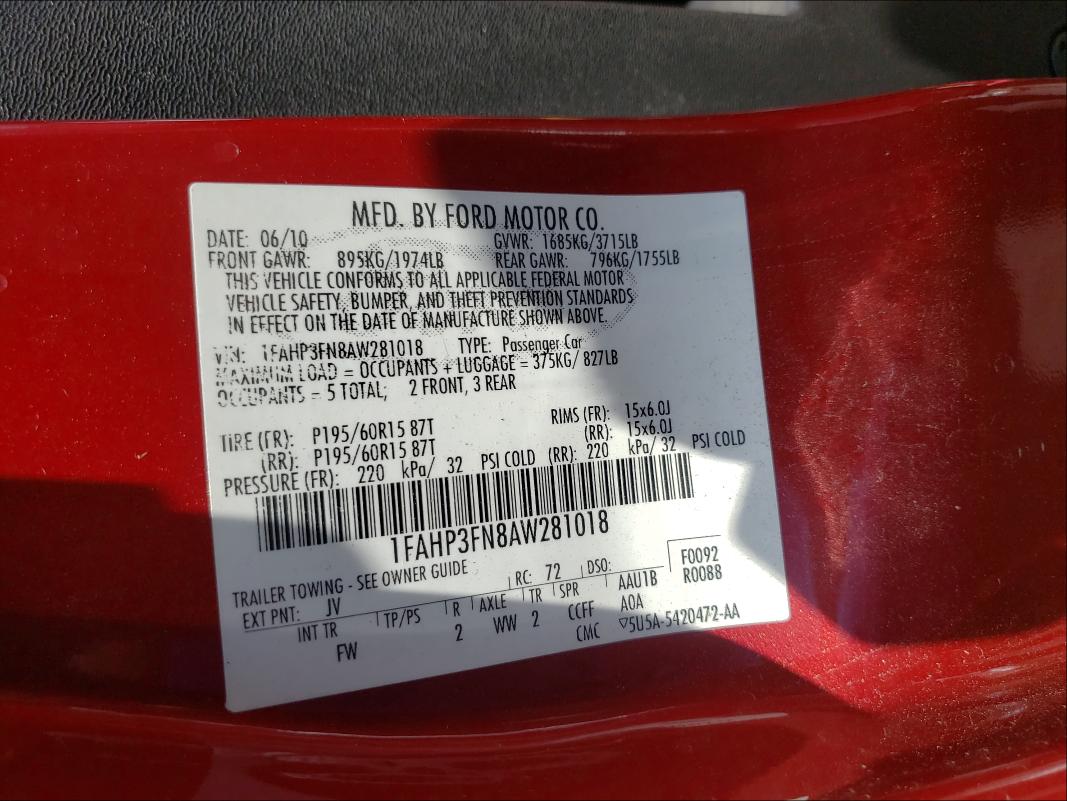 MFD. BY FORD MOTOR CO.
DATE: 06/10 GVWR: 1685KG/3715LB
FRONT GAWR: 895KG/1974LB REAR GAWR: 796KG/1755LB
THIS VEHICLE CONFORMS TO ALL APPLICABLE FEDERAL MOTOR
VEHICLE SAFETY, BUMPER, AND THEFT PREVENTION STANDARDS
IN EFFECT ON THE DATE OF MANUFACTURE SHOWN ABOVE.
VIN: 1FAHP3FN8AW281018 TYPE: Passenger Car
MAXIMUM LOAD = OCCUPANTS + LUGGAGE = 375KG/ 827LB
OCCUPANTS = 5 TOTAL; 2 FRONT, 3 REAR
TIRE (FR): P195/60R15 87T RIMS (FR): 15x6.0J
(RR): P195/60R15 87T (RR): 15x6.0J
PRESSURE (FR): 220 kPa/ 32 PSI COLD (RR): 220 kPa/ 32 PSI COLD
1FAHP3FN8AW281018
TRAILER TOWING - SEE OWNER GUIDE
F0092
R0088
EXT PNT: JV RC: 72 DSO:
INT TR TP/PS R AXLE TR SPR AAU1B
FW 2 WW 2 CCFF A0A
CMC ▽5U5A-5420472-AA